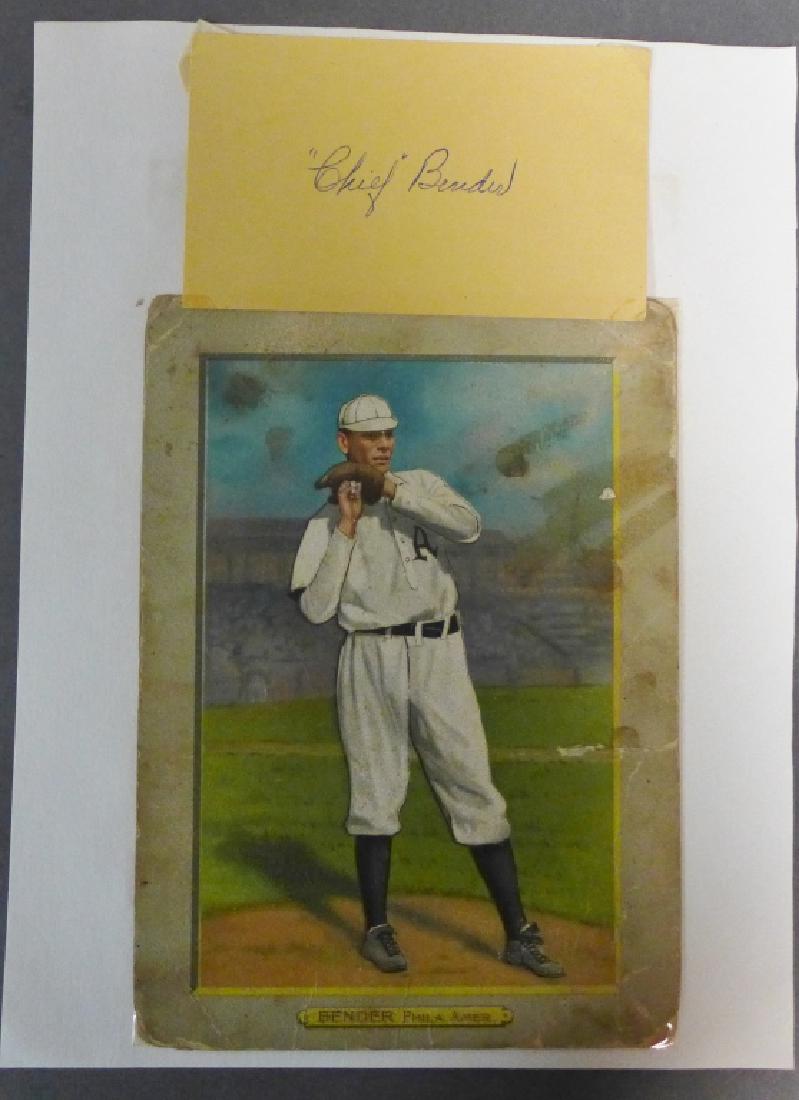 "Chief" Bender
A
BENDER PHILA. AMER.